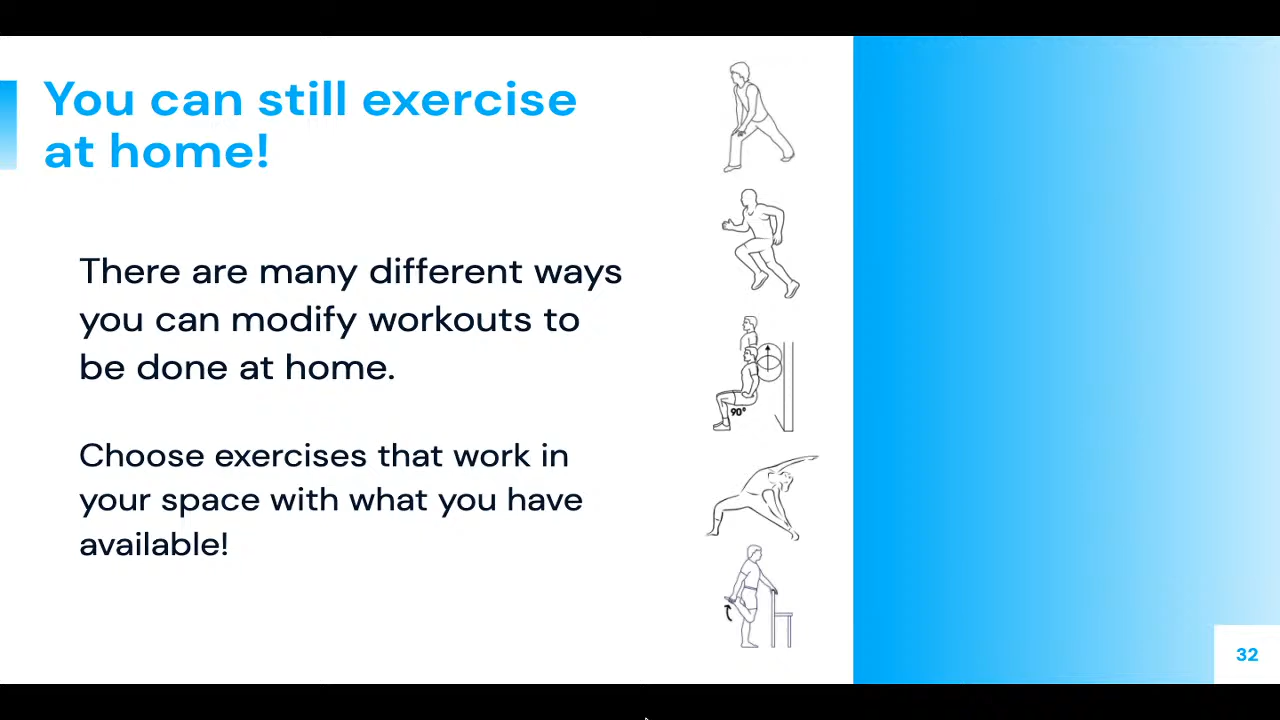 You can still exercise
at home!
There are many different ways
you can modify workouts to
be done at home.
Choose exercises that work in
your space with what you have
available!
90°
32